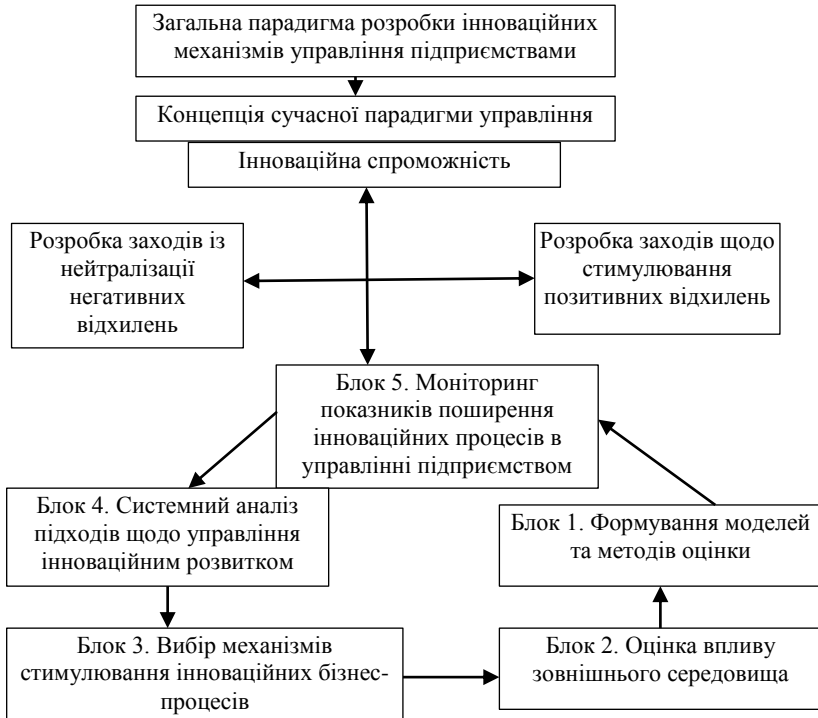 Загальна парадигма розробки інноваційних
механізмів управління підприємствами
Концепція сучасної парадигми управління
Інноваційна спроможність
Розробка заходів із
нейтралізації
негативних
відхилень
Розробка заходів щодо
стимулювання
позитивних відхилень
Блок 5. Моніторинг
показників поширення
інноваційних процесів в
управлінні підприємством
Блок 4. Системний аналіз
підходів щодо управління
інноваційним розвитком
Блок 1. Формування моделей
та методів оцінки
Блок 3. Вибір механізмів
стимулювання інноваційних бізнес-
процесів
Блок 2. Оцінка впливу
зовнішнього середовища